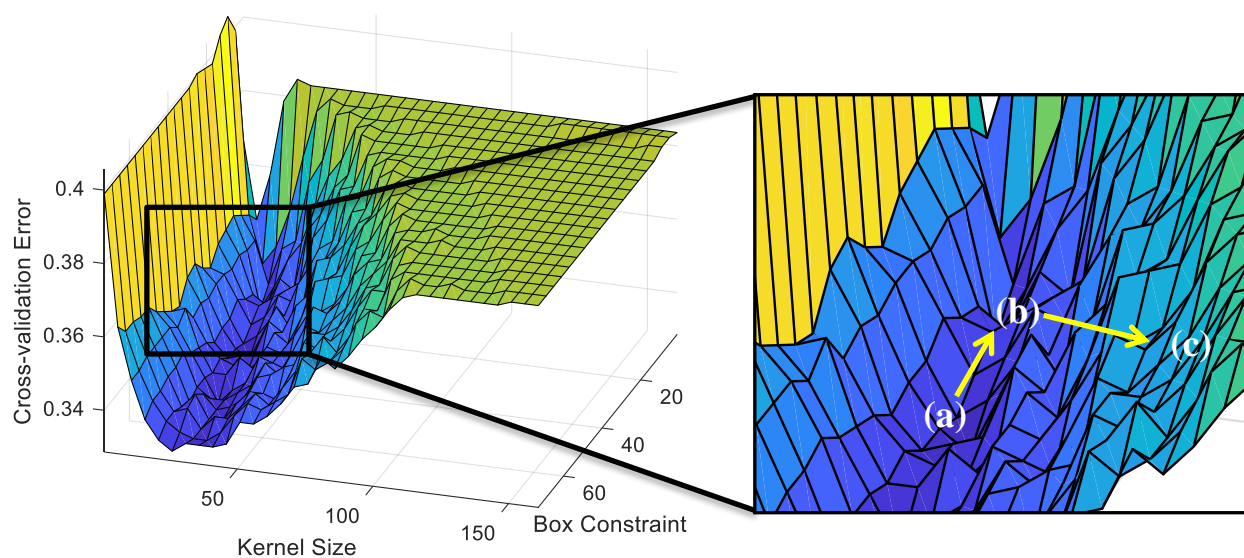 0.4
0.38
0.36
0.34
Cross-validation Error
50
100
150
Kernel Size
20
40
60
Box Constraint
(a)
(b)
(c)